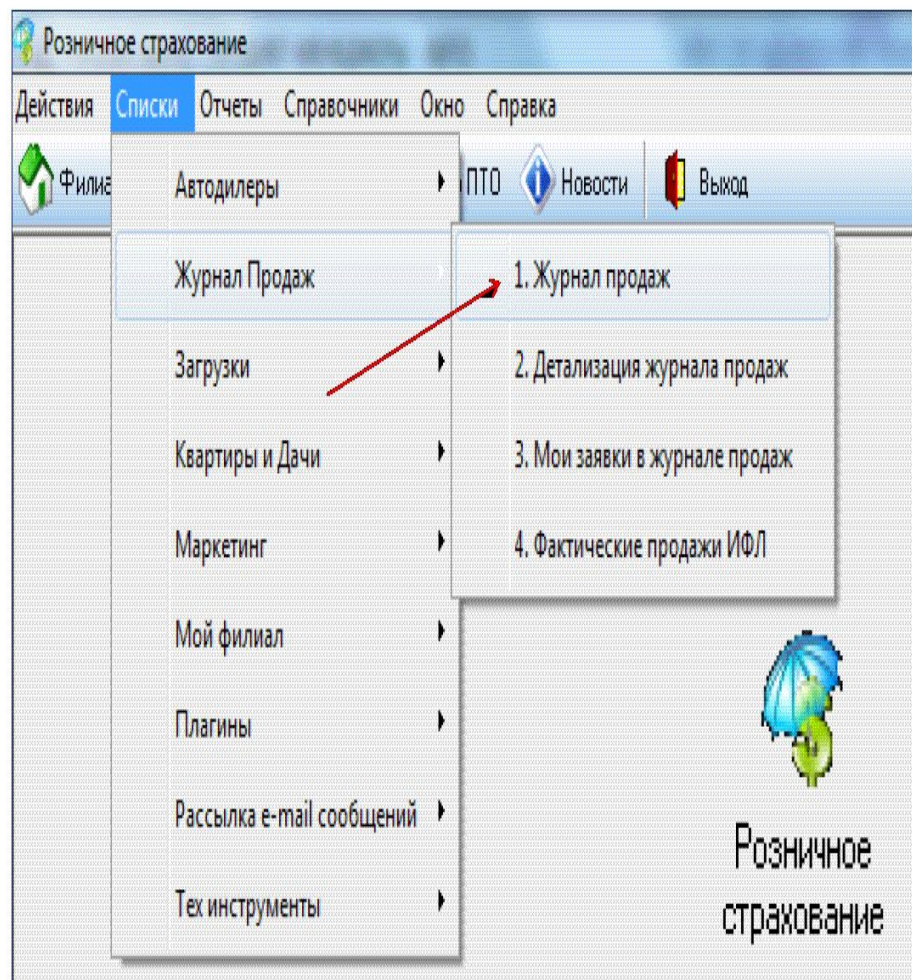 Розничное страхование
Действия Списки Отчеты Справочники Окно Справка
Филиа ПТО Новости Выход
Автодилеры
Журнал Продаж
Загрузки
Квартиры и Дачи
Маркетинг
Мой филиал
Плагины
Рассылка e-mail сообщений
Тех инструменты
1. Журнал продаж
2. Детализация журнала продаж
3. Мои заявки в журнале продаж
4. Фактические продажи ИФЛ
Розничное
страхование